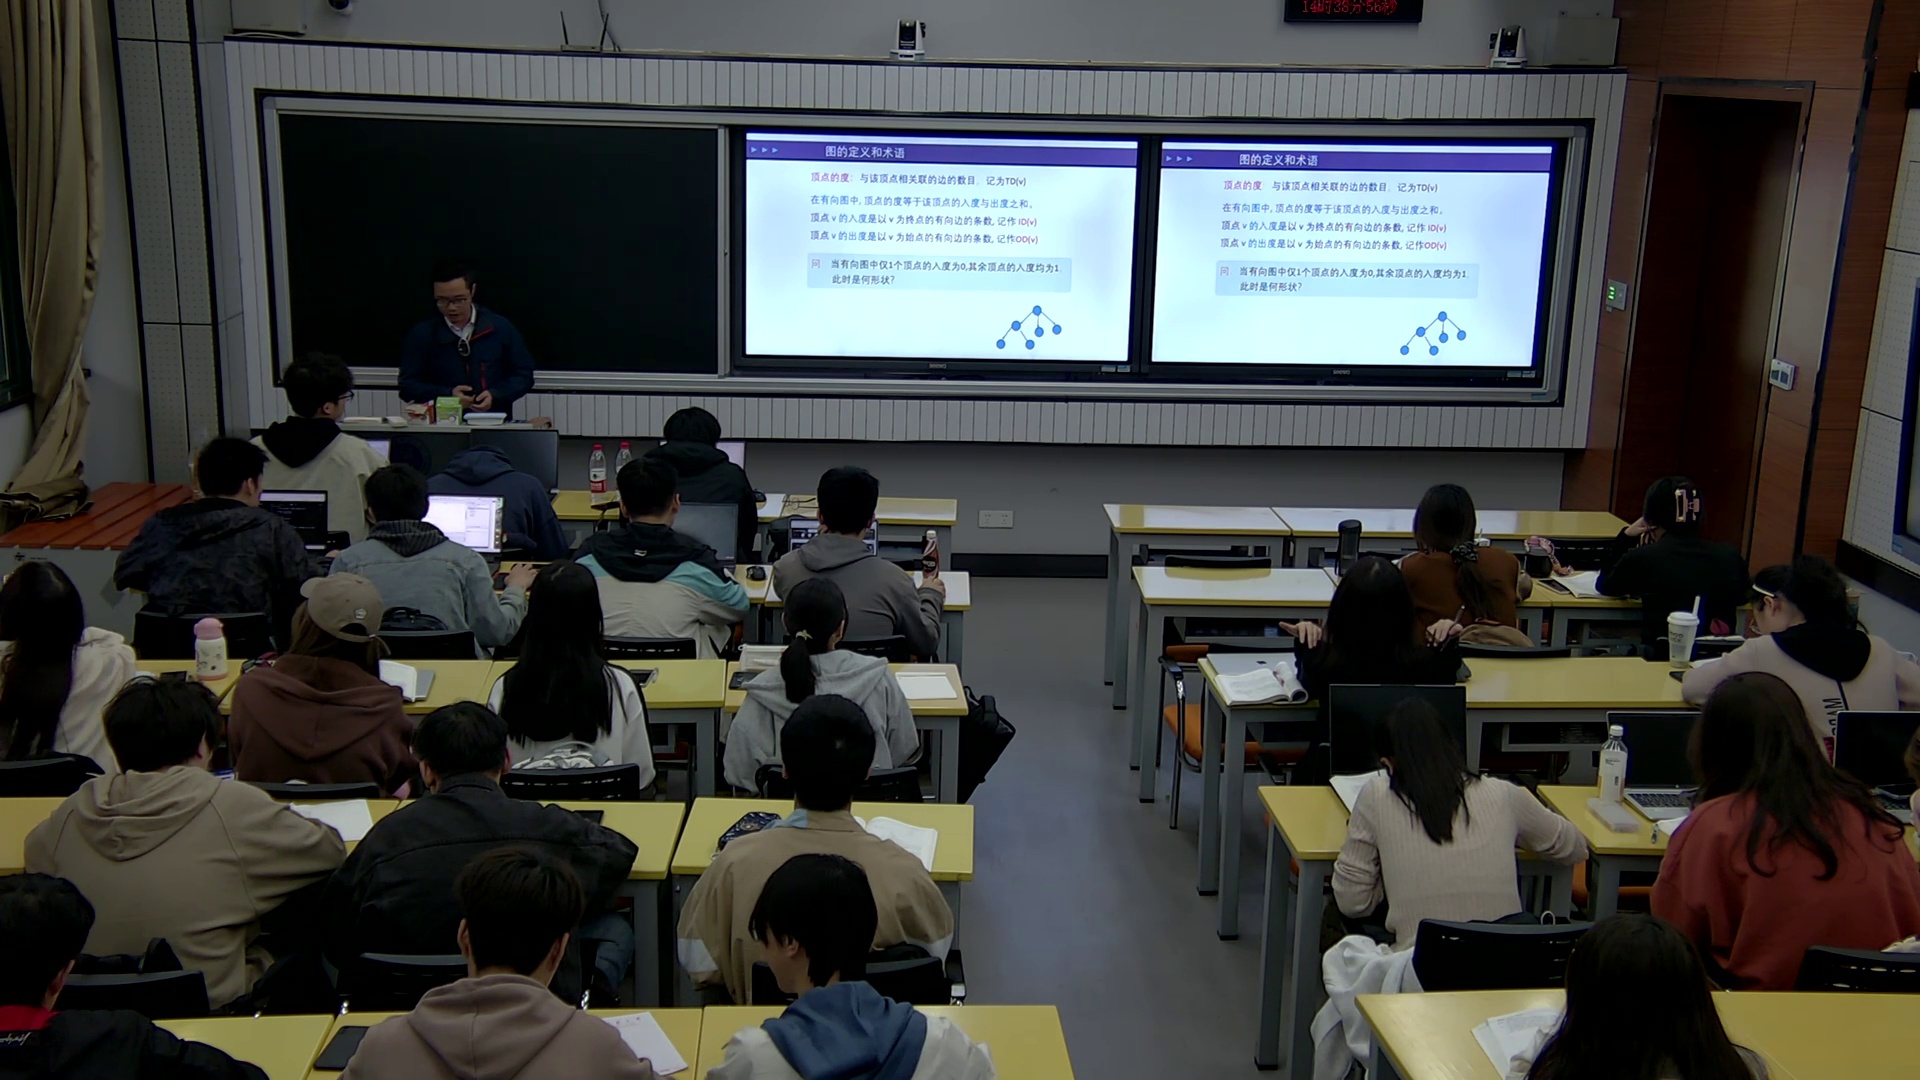 14时38分56秒
图的定义和术语
顶点的度：与该顶点相关联的边的数目，记为TD(v)
在有向图中, 顶点的度等于该顶点的入度与出度之和。
顶点 v 的入度是以 v 为终点的有向边的条数, 记作 ID(v)
顶点 v 的出度是以 v 为始点的有向边的条数, 记作OD(v)
问：当有向图中仅1个顶点的入度为0,其余顶点的入度均为1,
此时是何形状?
图的定义和术语
顶点的度：与该顶点相关联的边的数目，记为TD(v)
在有向图中, 顶点的度等于该顶点的入度与出度之和。
顶点 v 的入度是以 v 为终点的有向边的条数, 记作 ID(v)
顶点 v 的出度是以 v 为始点的有向边的条数, 记作OD(v)
问：当有向图中仅1个顶点的入度为0,其余顶点的入度均为1,
此时是何形状?